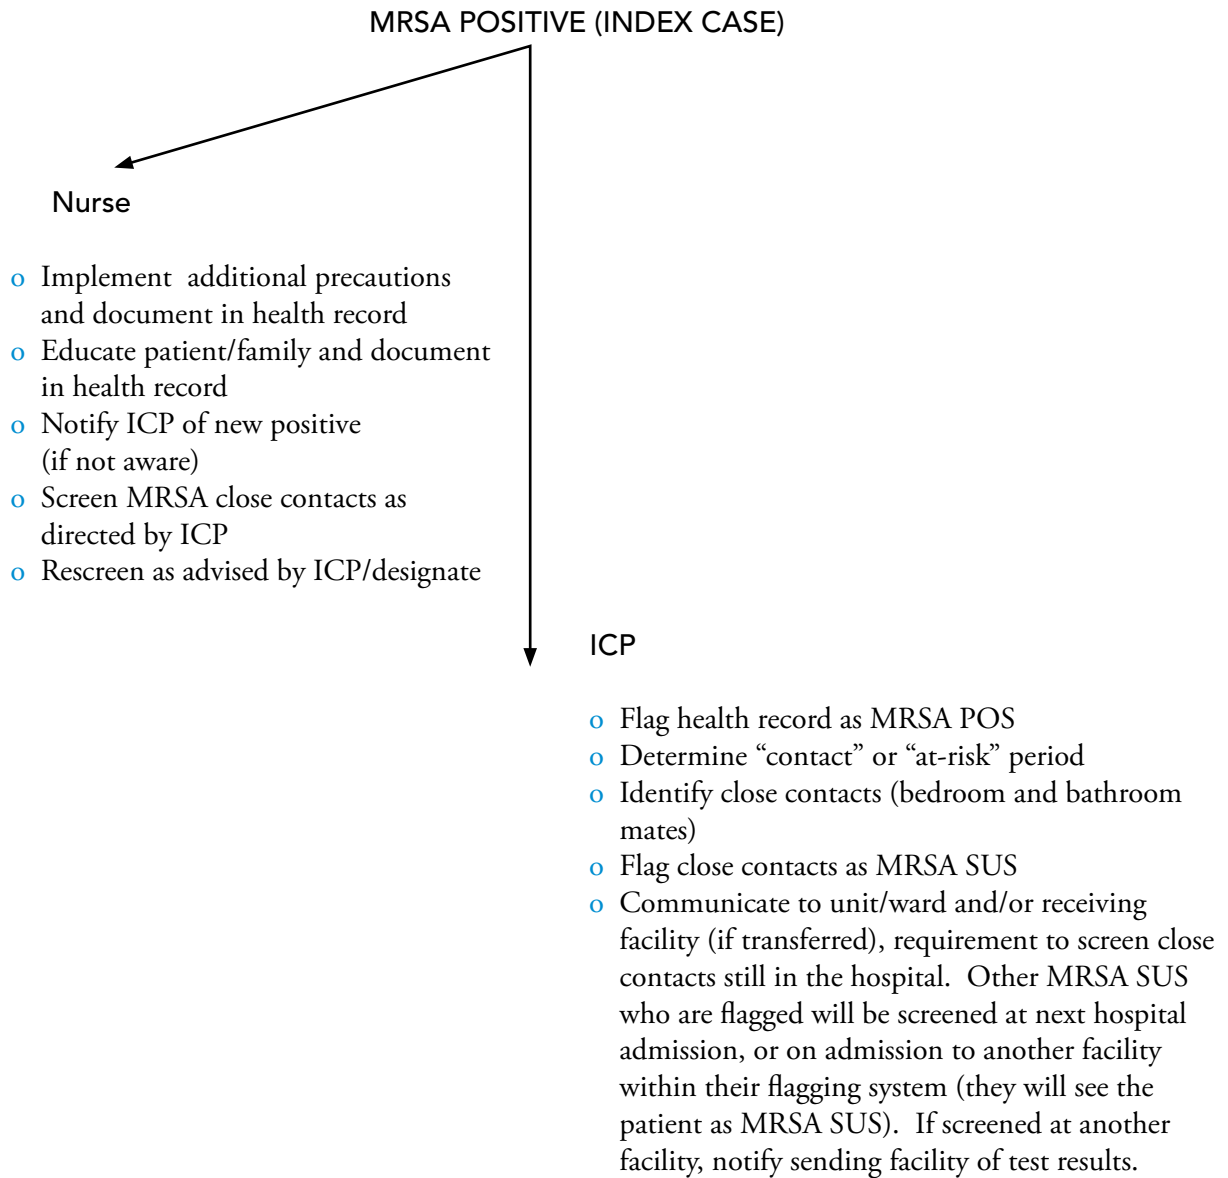 MRSA POSITIVE (INDEX CASE)
Nurse
o Implement  additional precautions
and document in health record
o Educate patient/family and document
in health record
o Notify ICP of new positive
(if not aware)
o Screen MRSA close contacts as
directed by ICP
o Rescreen as advised by ICP/designate
ICP
o Flag health record as MRSA POS
o Determine “contact” or “at-risk” period
o Identify close contacts (bedroom and bathroom
mates)
o Flag close contacts as MRSA SUS
o Communicate to unit/ward and/or receiving
facility (if transferred), requirement to screen close
contacts still in the hospital.  Other MRSA SUS
who are flagged will be screened at next hospital
admission, or on admission to another facility
within their flagging system (they will see the
patient as MRSA SUS).  If screened at another
facility, notify sending facility of test results.